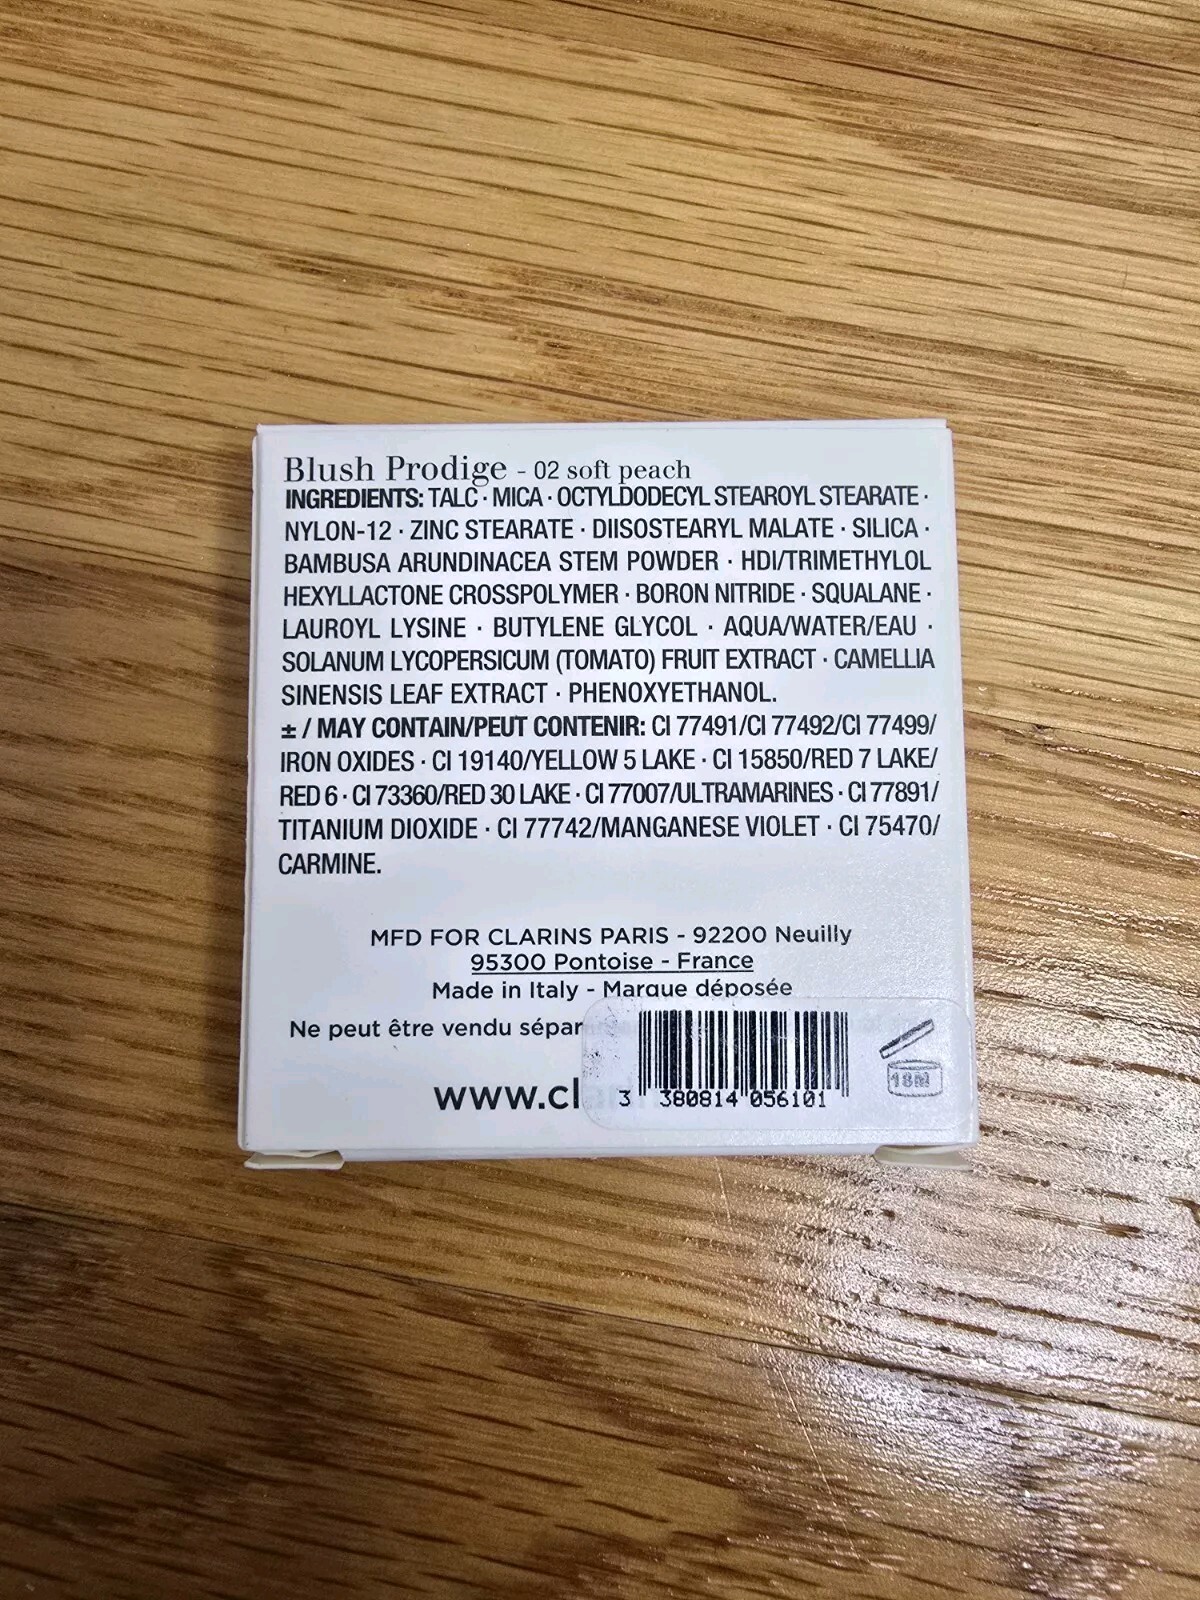 Blush Prodige - 02 soft peach
INGREDIENTS: TALC · MICA · OCTYLDODECYL STEAROYL STEARATE ·
NYLON-12 · ZINC STEARATE · DIISOSTEARYL MALATE · SILICA ·
BAMBUSA ARUNDINACEA STEM POWDER · HDI/TRIMETHYLOL
HEXYLLACTONE CROSSPOLYMER · BORON NITRIDE · SQUALANE ·
LAUROYL LYSINE · BUTYLENE GLYCOL · AQUA/WATER/EAU ·
SOLANUM LYCOPERSICUM (TOMATO) FRUIT EXTRACT · CAMELLIA
SINENSIS LEAF EXTRACT · PHENOXYETHANOL.
± / MAY CONTAIN/PEUT CONTENIR: CI 77491/CI 77492/CI 77499/
IRON OXIDES · CI 19140/YELLOW 5 LAKE · CI 15850/RED 7 LAKE/
RED 6 · CI 73360/RED 30 LAKE · CI 77007/ULTRAMARINES · CI 77891/
TITANIUM DIOXIDE · CI 77742/MANGANESE VIOLET · CI 75470/
CARMINE.
MFD FOR CLARINS PARIS - 92200 Neuilly
95300 Pontoise - France
Made in Italy - Marque déposée
Ne peut être vendu sépar
www.cl
3 380814 056101
18M